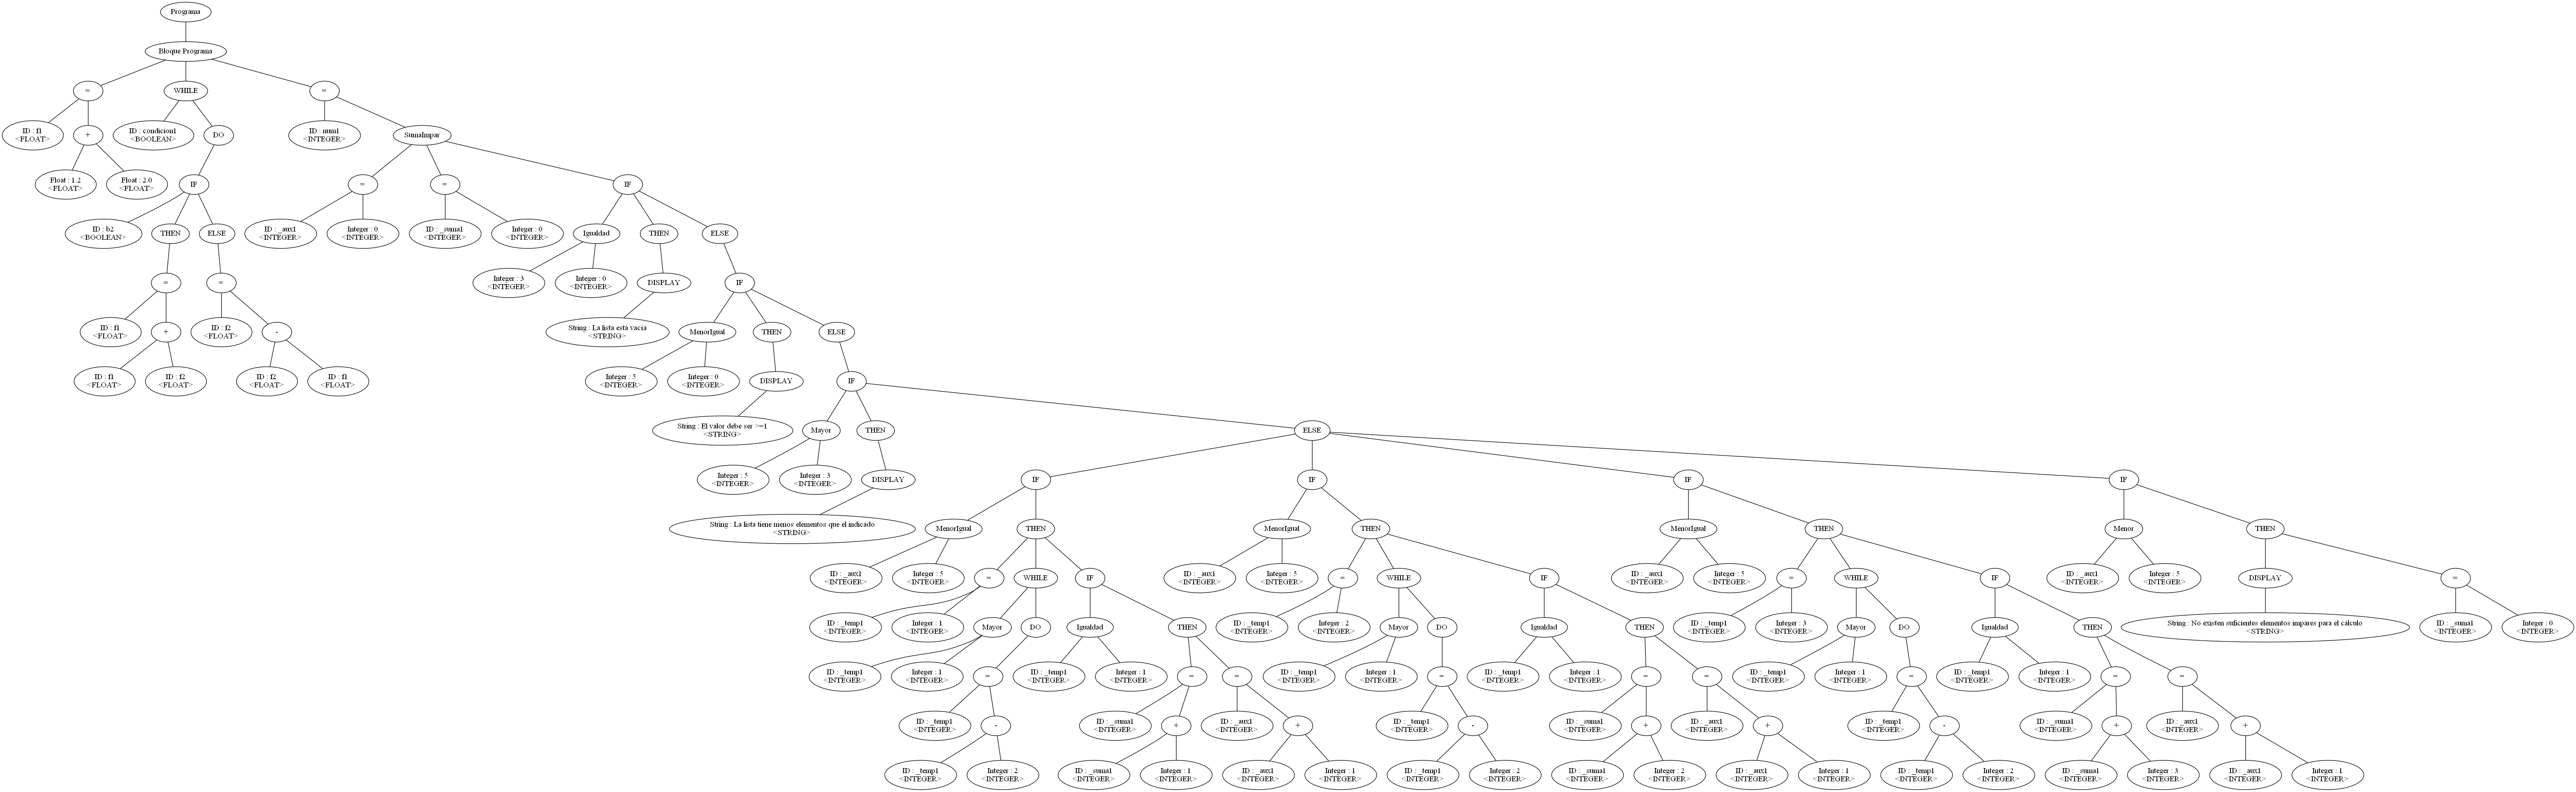 Programa
Bloque Programa
=
WHILE
=
ID : f1
<FLOAT>
+
ID : condicion1
<BOOLEAN>
DO
ID : num1
<INTEGER>
SumaImpar
Float : 1.2
<FLOAT>
Float : 2.0
<FLOAT>
IF
=
=
IF
ID : b2
<BOOLEAN>
THEN
ELSE
ID : _aux1
<INTEGER>
Integer : 0
<INTEGER>
ID : _suma1
<INTEGER>
Integer : 0
<INTEGER>
Igualdad
THEN
ELSE
=
=
Integer : 3
<INTEGER>
Integer : 0
<INTEGER>
DISPLAY
IF
ID : f1
<FLOAT>
+
ID : f2
<FLOAT>
-
String : La lista está vacia
<STRING>
MenorIgual
THEN
ELSE
ID : f1
<FLOAT>
ID : f2
<FLOAT>
ID : f2
<FLOAT>
ID : f1
<FLOAT>
Integer : 5
<INTEGER>
Integer : 0
<INTEGER>
DISPLAY
IF
String : El valor debe ser >=1
<STRING>
Mayor
THEN
ELSE
Integer : 5
<INTEGER>
Integer : 3
<INTEGER>
DISPLAY
IF
IF
IF
IF
String : La lista tiene menos elementos que el indicado
<STRING>
MenorIgual
THEN
MenorIgual
THEN
MenorIgual
THEN
Menor
THEN
ID : _aux1
<INTEGER>
Integer : 5
<INTEGER>
=
WHILE
IF
ID : _aux1
<INTEGER>
Integer : 5
<INTEGER>
=
WHILE
IF
ID : _aux1
<INTEGER>
Integer : 5
<INTEGER>
=
WHILE
IF
ID : _aux1
<INTEGER>
Integer : 5
<INTEGER>
DISPLAY
=
ID : _temp1
<INTEGER>
Integer : 1
<INTEGER>
Mayor
DO
Igualdad
THEN
ID : _temp1
<INTEGER>
Integer : 2
<INTEGER>
Mayor
DO
Igualdad
THEN
ID : _temp1
<INTEGER>
Integer : 3
<INTEGER>
Mayor
DO
Igualdad
THEN
String : No existen suficientes elementos impares para el cálculo
<STRING>
ID : _suma1
<INTEGER>
Integer : 0
<INTEGER>
ID : _temp1
<INTEGER>
Integer : 1
<INTEGER>
=
ID : _temp1
<INTEGER>
Integer : 1
<INTEGER>
=
=
ID : _temp1
<INTEGER>
Integer : 1
<INTEGER>
=
ID : _temp1
<INTEGER>
Integer : 1
<INTEGER>
=
=
ID : _temp1
<INTEGER>
Integer : 1
<INTEGER>
=
ID : _temp1
<INTEGER>
Integer : 1
<INTEGER>
=
=
ID : _temp1
<INTEGER>
-
ID : _suma1
<INTEGER>
+
ID : _aux1
<INTEGER>
+
ID : _temp1
<INTEGER>
-
ID : _suma1
<INTEGER>
+
ID : _aux1
<INTEGER>
+
ID : _temp1
<INTEGER>
-
ID : _suma1
<INTEGER>
+
ID : _aux1
<INTEGER>
+
ID : _temp1
<INTEGER>
Integer : 2
<INTEGER>
ID : _suma1
<INTEGER>
Integer : 1
<INTEGER>
ID : _aux1
<INTEGER>
Integer : 1
<INTEGER>
ID : _temp1
<INTEGER>
Integer : 2
<INTEGER>
ID : _suma1
<INTEGER>
Integer : 2
<INTEGER>
ID : _aux1
<INTEGER>
Integer : 1
<INTEGER>
ID : _temp1
<INTEGER>
Integer : 2
<INTEGER>
ID : _suma1
<INTEGER>
Integer : 3
<INTEGER>
ID : _aux1
<INTEGER>
Integer : 1
<INTEGER>